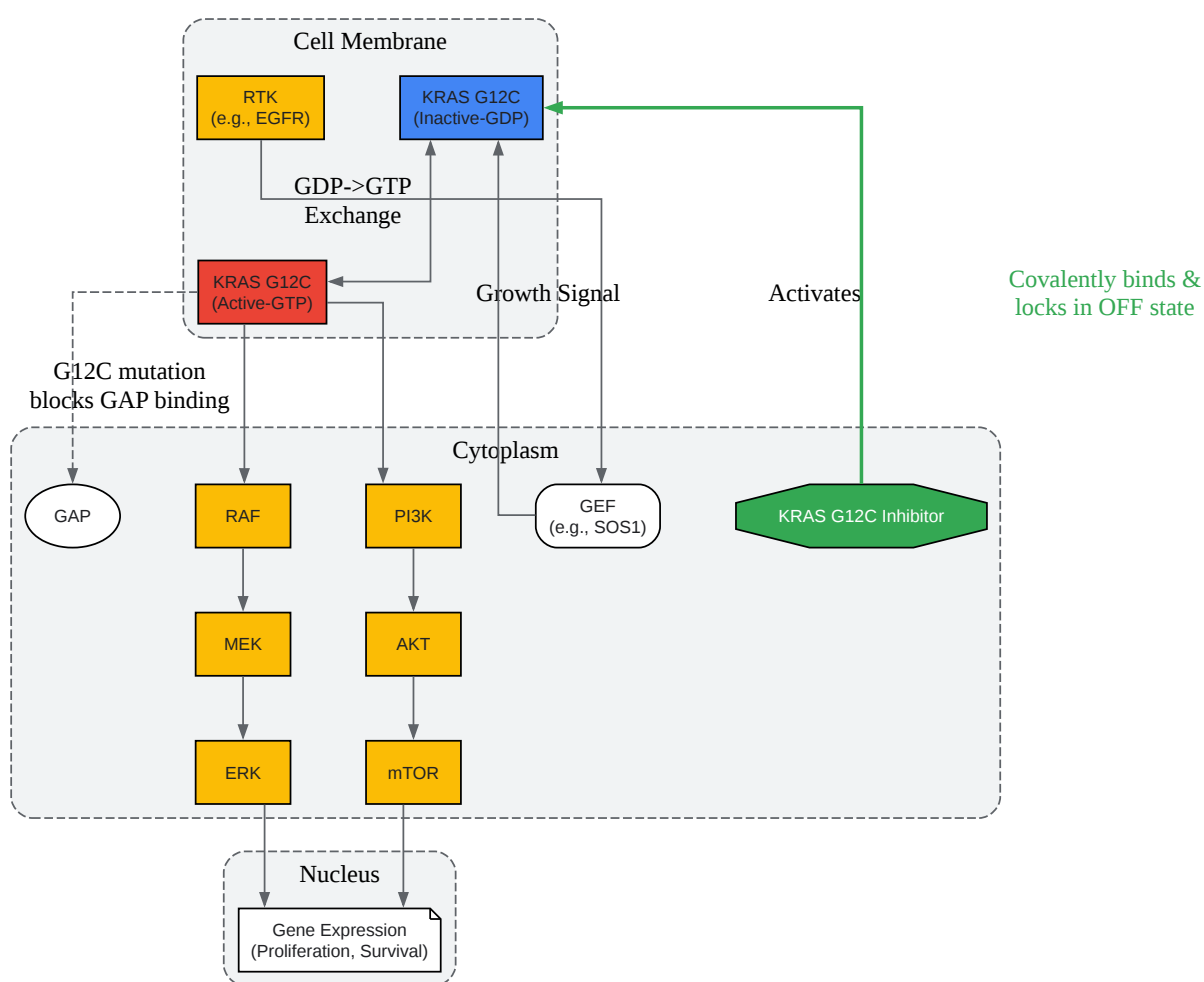 Cell Membrane
RTK
(e.g., EGFR)
KRAS G12C
(Inactive-GDP)
GDP->GTP
Exchange
KRAS G12C
(Active-GTP)
Growth Signal
Activates
Covalently binds &
locks in OFF state
G12C mutation
blocks GAP binding
Cytoplasm
GAP
RAF
PI3K
GEF
(e.g., SOS1)
KRAS G12C Inhibitor
MEK
AKT
ERK
mTOR
Nucleus
Gene Expression
(Proliferation, Survival)